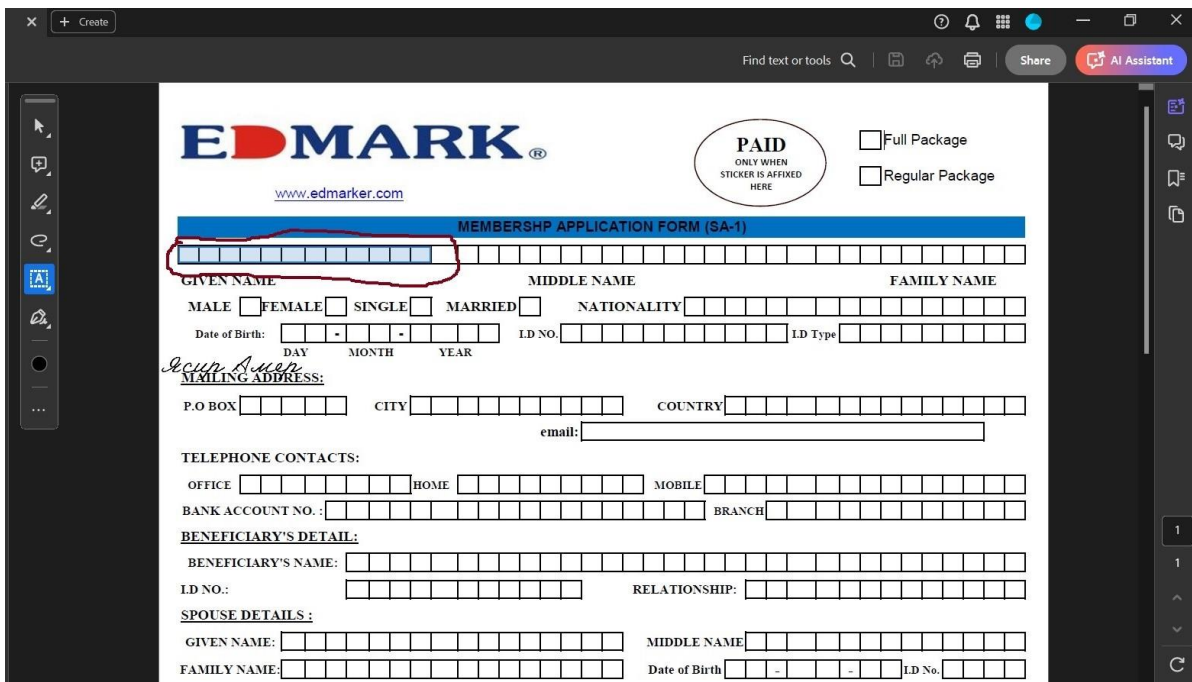 + Create
Find text or tools Share AI Assistant
EDMARK®
PAID
ONLY WHEN
STICKER IS AFFIXED
HERE
Full Package
Regular Package
www.edmarker.com
MEMBERSHP APPLICATION FORM (SA-1)
GIVEN NAME MIDDLE NAME FAMILY NAME
MALE FEMALE SINGLE MARRIED NATIONALITY
Date of Birth: - - I.D NO. I.D Type
DAY MONTH YEAR
Ясир Амер
MAILING ADDRESS:
P.O BOX CITY COUNTRY
email:
TELEPHONE CONTACTS:
OFFICE HOME MOBILE
BANK ACCOUNT NO. : BRANCH
BENEFICIARY'S DETAIL:
BENEFICIARY'S NAME:
I.D NO.: RELATIONSHIP:
SPOUSE DETAILS :
GIVEN NAME: MIDDLE NAME
FAMILY NAME: Date of Birth - - I.D No.
1
1